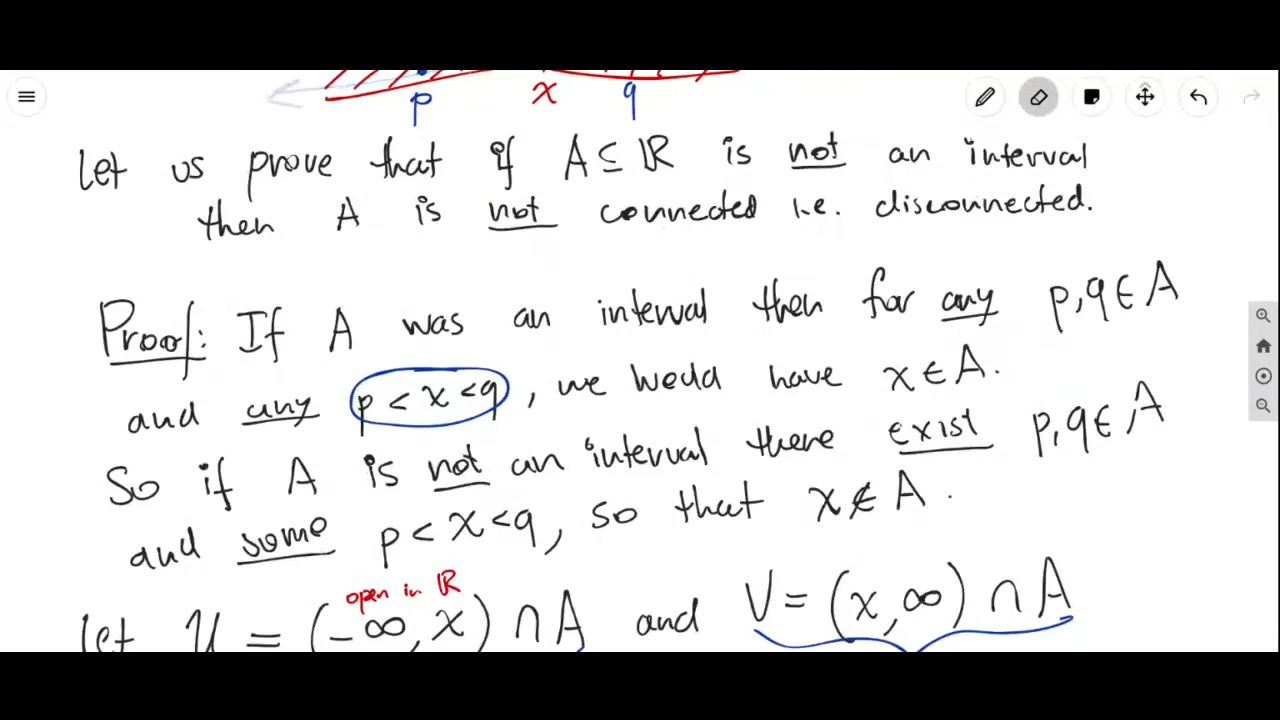 p x q
Let us prove that if A ⊆ ℝ is not an interval
then A is not connected i.e. disconnected.
Proof: If A was an interval then for any p,q ∈ A
and any p < x < q, we would have x ∈ A.
So if A is not an interval there exist p,q ∈ A
and some p < x < q, so that x ∉ A.
open in ℝ
Let U = (-∞, x) ∩ A and V = (x, ∞) ∩ A